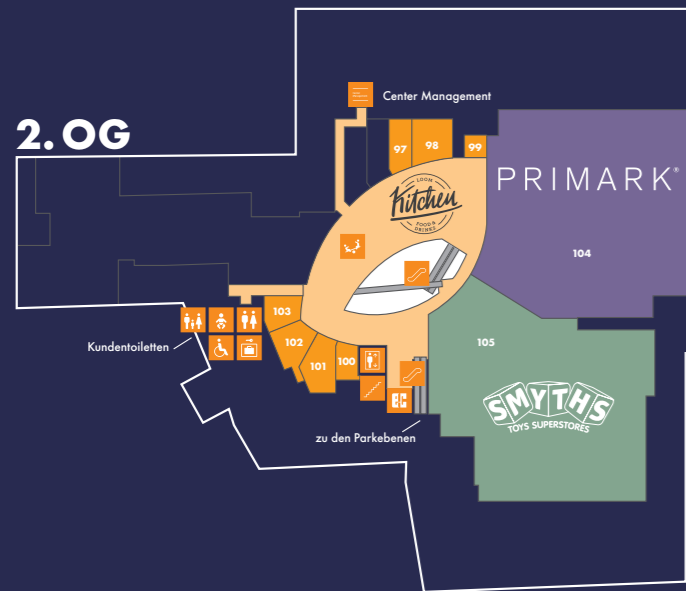 Center Management
2. OG
97
98
99
PRIMARK®
LOOM
Kitchen
FOOD &
DRINKS
104
103
102
101
100
105
Kundentoiletten
SMYTHS
TOYS SUPERSTORES
EC
zu den Parkebenen